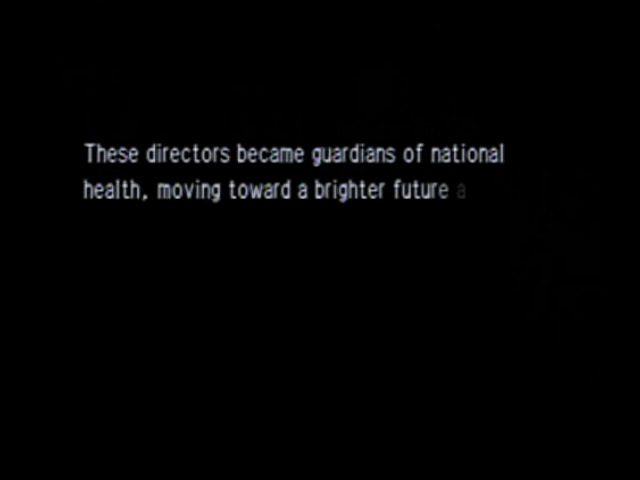 These directors became guardians of national
health, moving toward a brighter future a